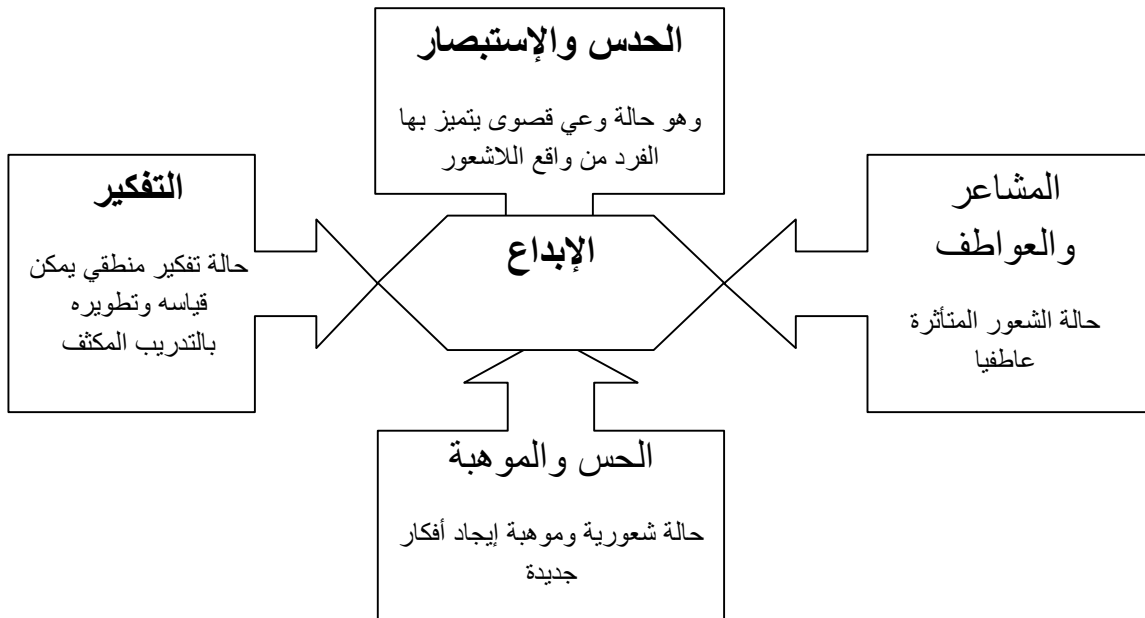 الحدس والإستبصار
وهو حالة وعي قصوى يتميز بها
الفرد من واقع اللاشعور
المشاعر
والعواطف
حالة الشعور المتأثرة
عاطفيا
الإبداع
التفكير
حالة تفكير منطقي يمكن
قياسه وتطويره
بالتدريب المكثف
الحس والموهبة
حالة شعورية وموهبة إيجاد أفكار
جديدة